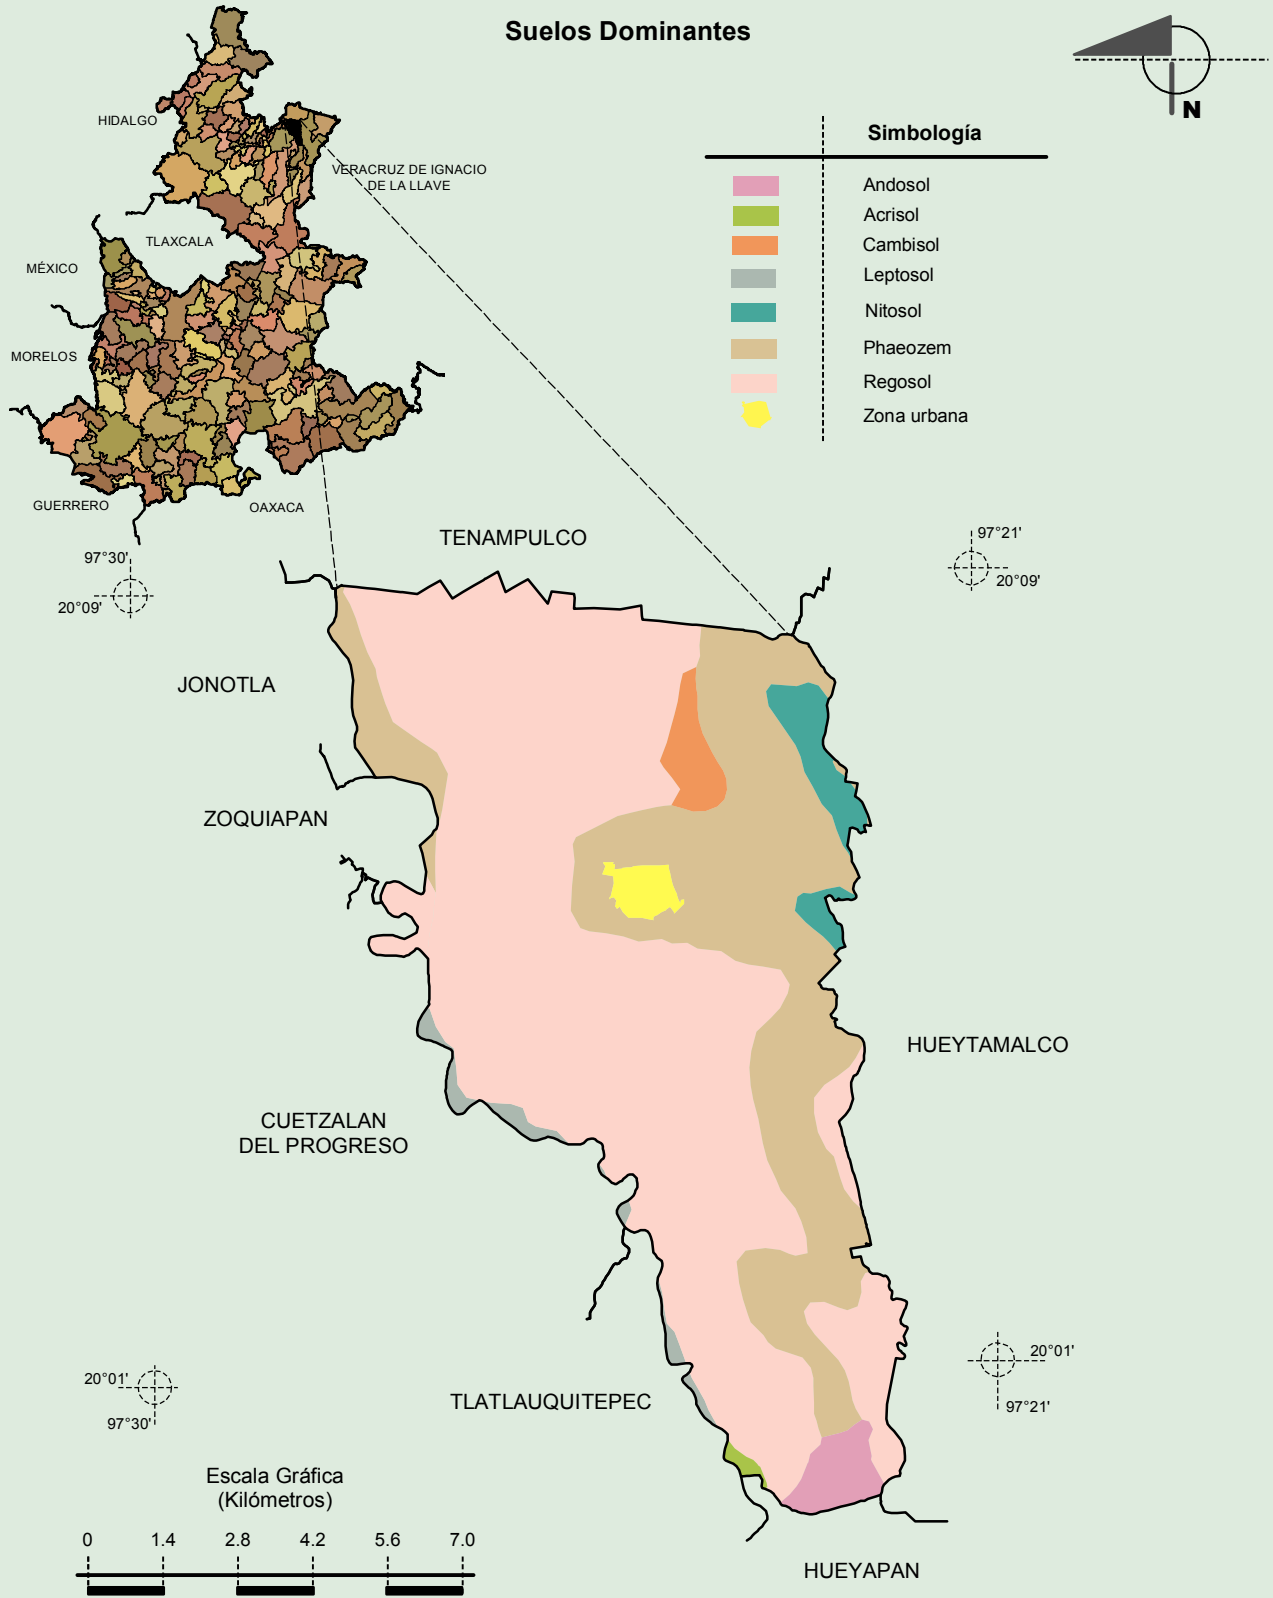 Suelos Dominantes
N
HIDALGO
VERACRUZ DE IGNACIO
DE LA LLAVE
TLAXCALA
MÉXICO
MORELOS
GUERRERO
OAXACA
Simbología
Andosol
Acrisol
Cambisol
Leptosol
Nitosol
Phaeozem
Regosol
Zona urbana
TENAMPULCO
97°30'
20°09'
97°21'
20°09'
JONOTLA
ZOQUIAPAN
HUEYTAMALCO
CUETZALAN
DEL PROGRESO
20°01'
97°30'
20°01'
97°21'
TLATLAUQUITEPEC
Escala Gráfica
(Kilómetros)
0 1.4 2.8 4.2 5.6 7.0
HUEYAPAN